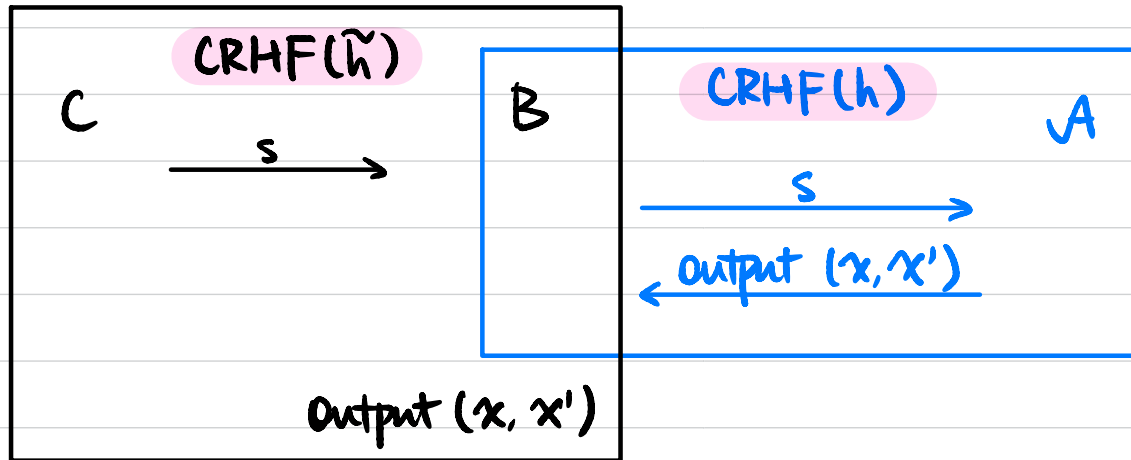 CRHF(h̃)
C
B
CRHF(h)
A
s
s
output (x, x')
output (x, x')